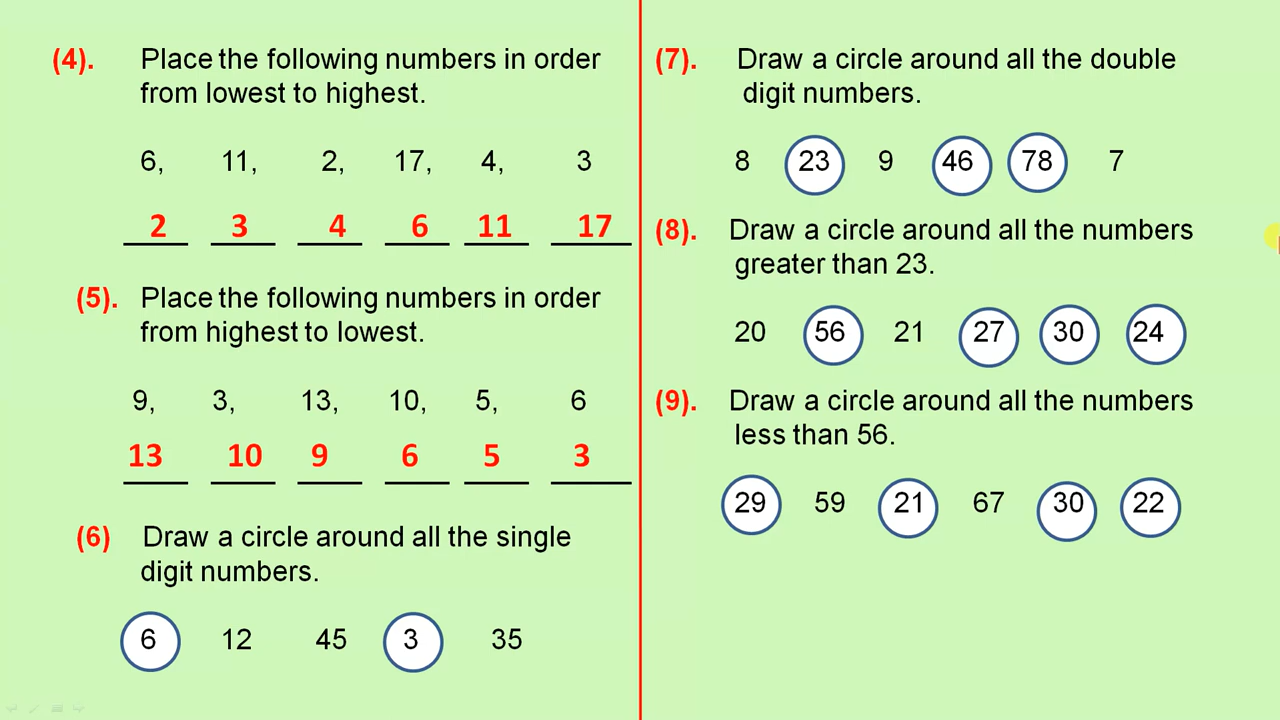 (4). Place the following numbers in order
from lowest to highest.
6, 11, 2, 17, 4, 3
2 3 4 6 11 17
(5). Place the following numbers in order
from highest to lowest.
9, 3, 13, 10, 5, 6
13 10 9 6 5 3
(6) Draw a circle around all the single
digit numbers.
6 12 45 3 35
(7). Draw a circle around all the double
digit numbers.
8 23 9 46 78 7
(8). Draw a circle around all the numbers
greater than 23.
20 56 21 27 30 24
(9). Draw a circle around all the numbers
less than 56.
29 59 21 67 30 22